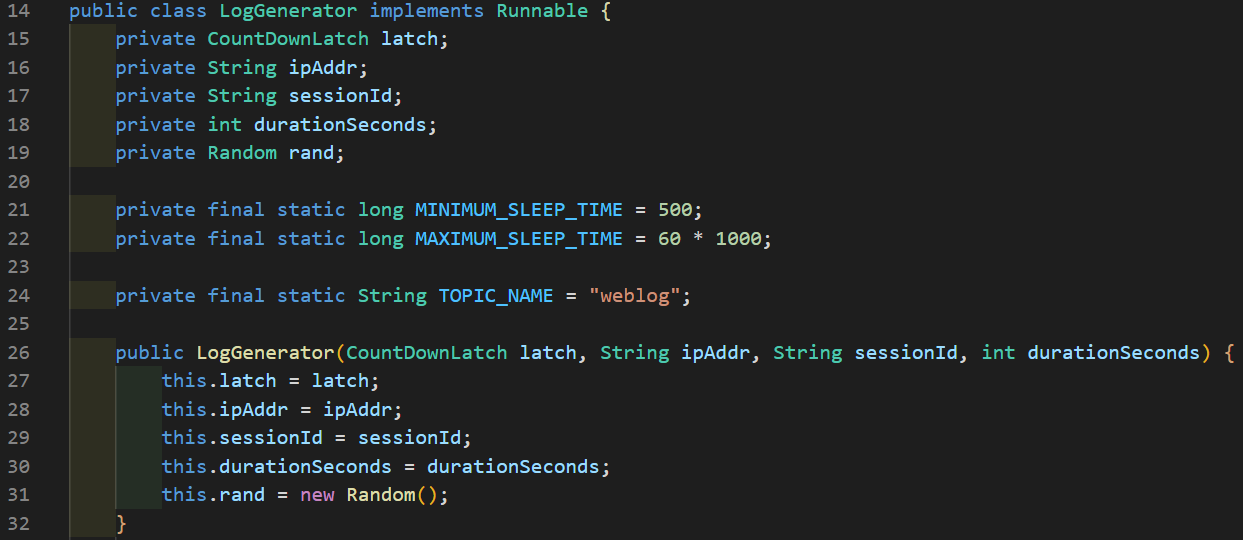 14 public class LogGenerator implements Runnable {
15     private CountDownLatch latch;
16     private String ipAddr;
17     private String sessionId;
18     private int durationSeconds;
19     private Random rand;
20
21     private final static long MINIMUM_SLEEP_TIME = 500;
22     private final static long MAXIMUM_SLEEP_TIME = 60 * 1000;
23
24     private final static String TOPIC_NAME = "weblog";
25
26     public LogGenerator(CountDownLatch latch, String ipAddr, String sessionId, int durationSeconds) {
27         this.latch = latch;
28         this.ipAddr = ipAddr;
29         this.sessionId = sessionId;
30         this.durationSeconds = durationSeconds;
31         this.rand = new Random();
32     }